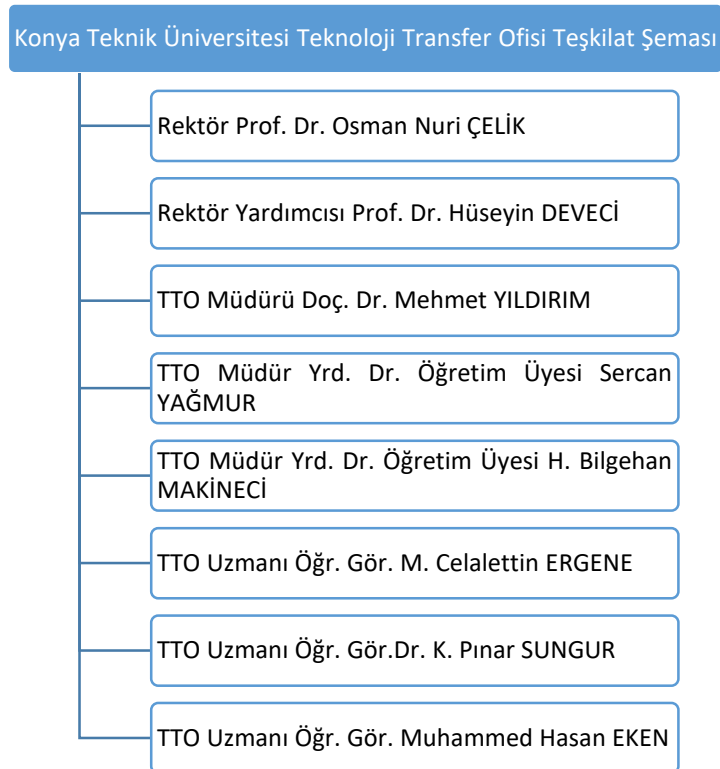 Konya Teknik Üniversitesi Teknoloji Transfer Ofisi Teşkilat Şeması
Rektör Prof. Dr. Osman Nuri ÇELİK
Rektör Yardımcısı Prof. Dr. Hüseyin DEVECİ
TTO Müdürü Doç. Dr. Mehmet YILDIRIM
TTO Müdür Yrd. Dr. Öğretim Üyesi Sercan
YAĞMUR
TTO Müdür Yrd. Dr. Öğretim Üyesi H. Bilgehan
MAKİNECİ
TTO Uzmanı Öğr. Gör. M. Celalettin ERGENE
TTO Uzmanı Öğr. Gör.Dr. K. Pınar SUNGUR
TTO Uzmanı Öğr. Gör. Muhammed Hasan EKEN